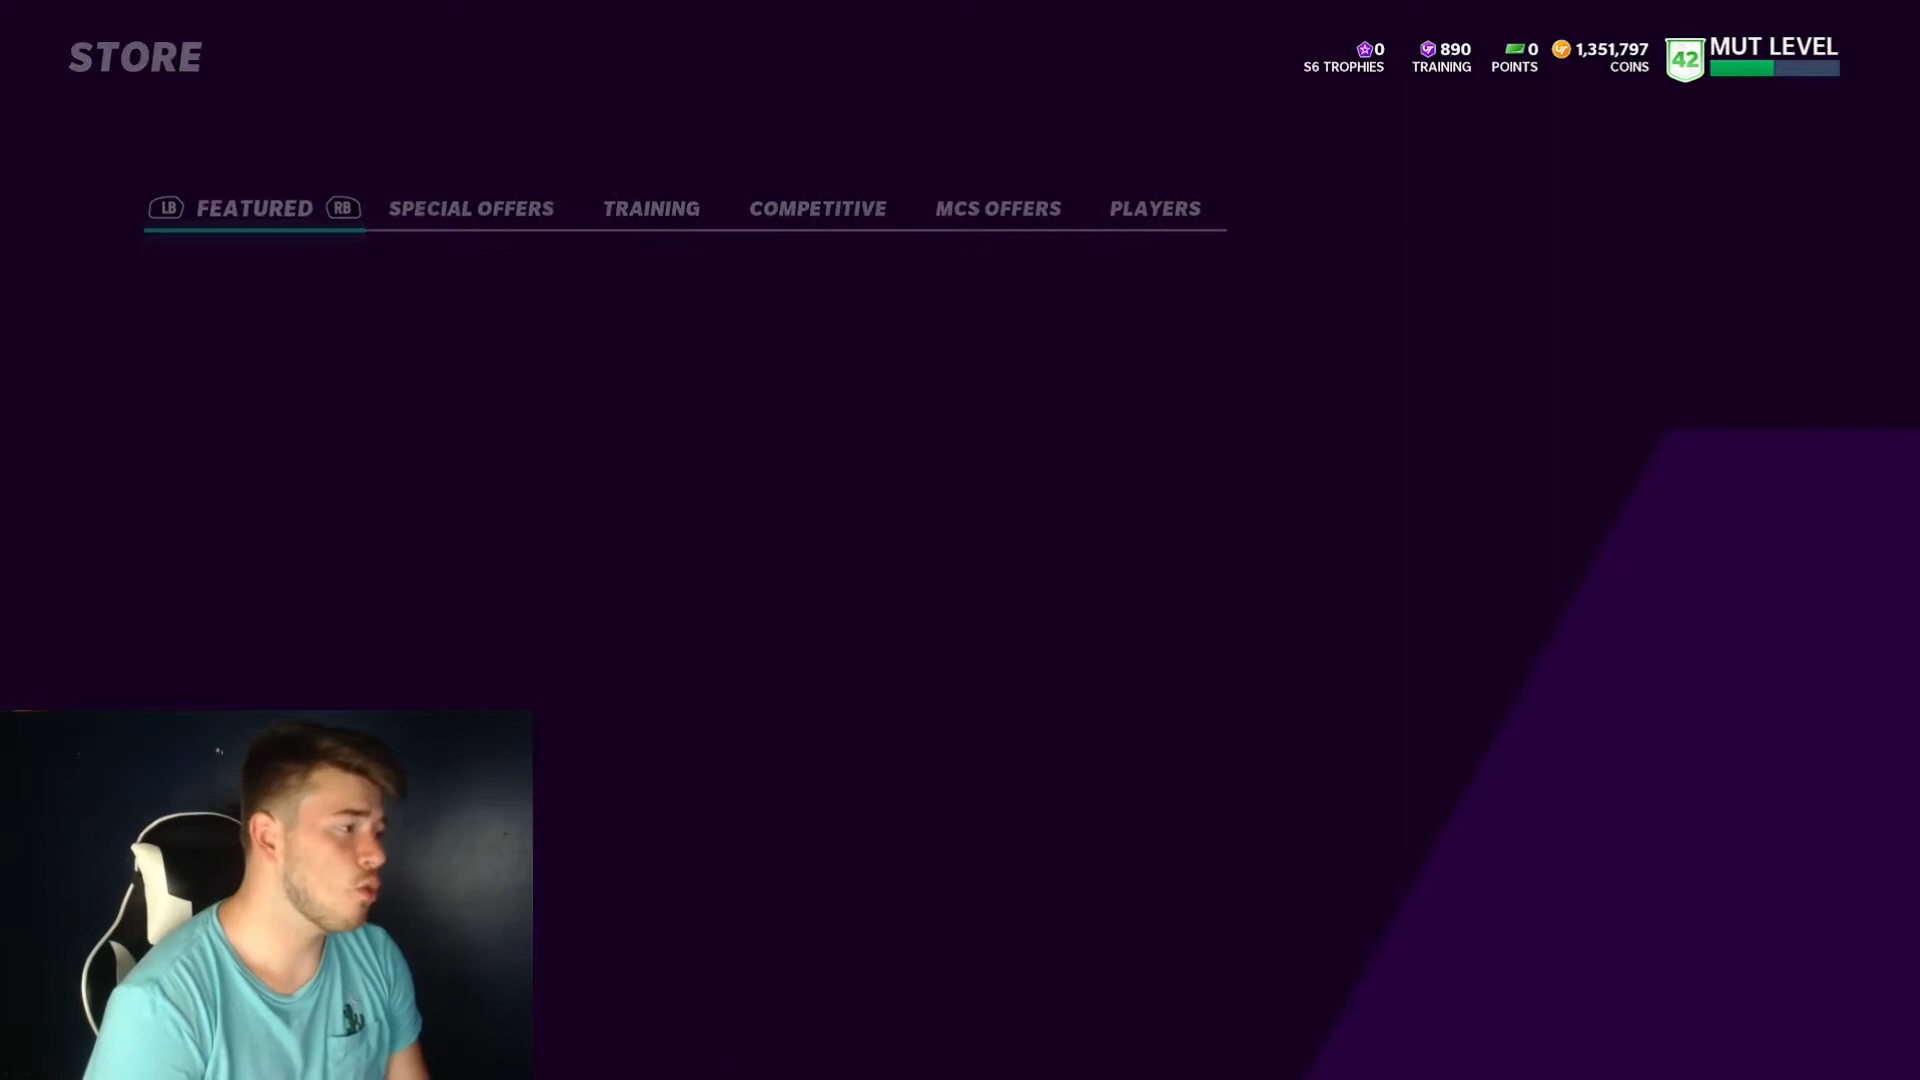 STORE
0 890 0 1,351,797
S6 TROPHIES TRAINING POINTS COINS
42 MUT LEVEL
LB FEATURED RB SPECIAL OFFERS TRAINING COMPETITIVE MCS OFFERS PLAYERS